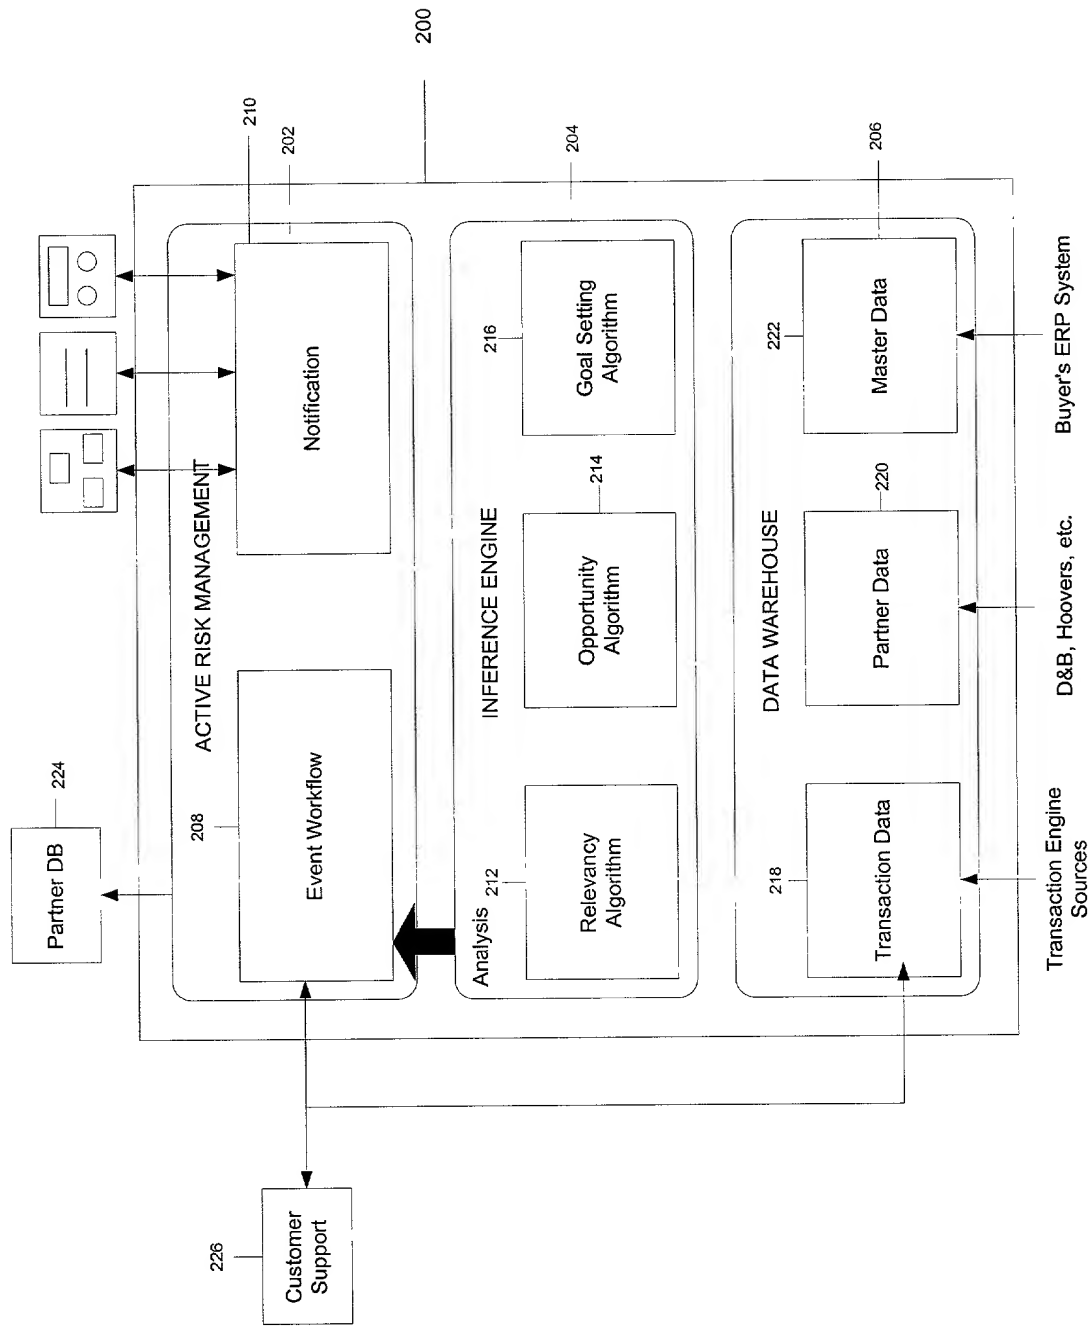 200
210
202
204
206
ACTIVE RISK MANAGEMENT
Notification
Event Workflow
208
Partner DB
224
INFERENCE ENGINE
216
Goal Setting
Algorithm
214
Opportunity
Algorithm
212
Relevancy
Algorithm
Analysis
DATA WAREHOUSE
222
Master Data
220
Partner Data
218
Transaction Data
Buyer's ERP System
D&B, Hoovers, etc.
Transaction Engine
Sources
226
Customer
Support